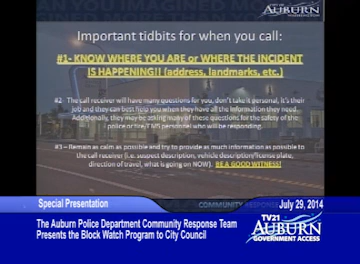 AUBURN
Important tidbits for when you call:
#1- KNOW WHERE YOU ARE or WHERE THE INCIDENT
IS HAPPENING!! (address, landmarks, etc.)
#2 - The call receiver will have many questions for you, don't take it personal, it's their
job and they can best help you when they have all the information they need.
Additionally, they may be asking many of these questions for the safety of the
police or fire/EMS personnel who will be responding.
#3 – Remain as calm as possible and try to provide as much information as possible to
the call receiver (i.e. suspect description, vehicle description/license plate,
direction of travel, what is going on NOW). BE A GOOD WITNESS!
COMMUNITY RESPONSE
Special Presentation
July 29, 2014
The Auburn Police Department Community Response Team
Presents the Block Watch Program to City Council
TV21
AUBURN
GOVERNMENT ACCESS